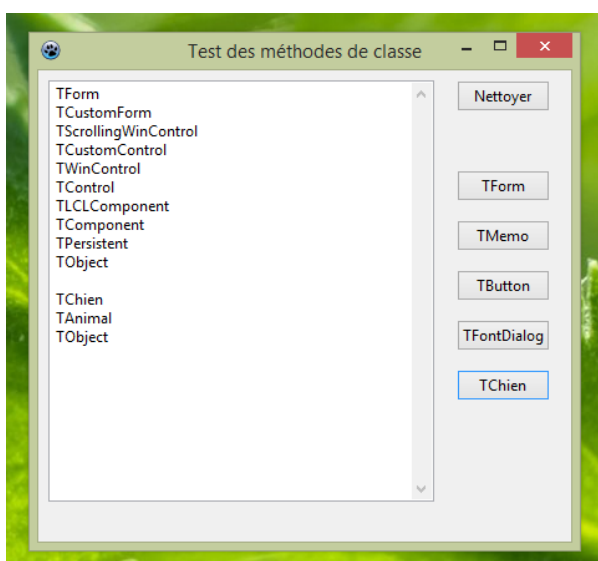 Test des méthodes de classe
TForm
TCustomForm
TScrollingWinControl
TCustomControl
TWinControl
TControl
TLCLComponent
TComponent
TPersistent
TObject
TChien
TAnimal
TObject
Nettoyer
TForm
TMemo
TButton
TFontDialog
TChien